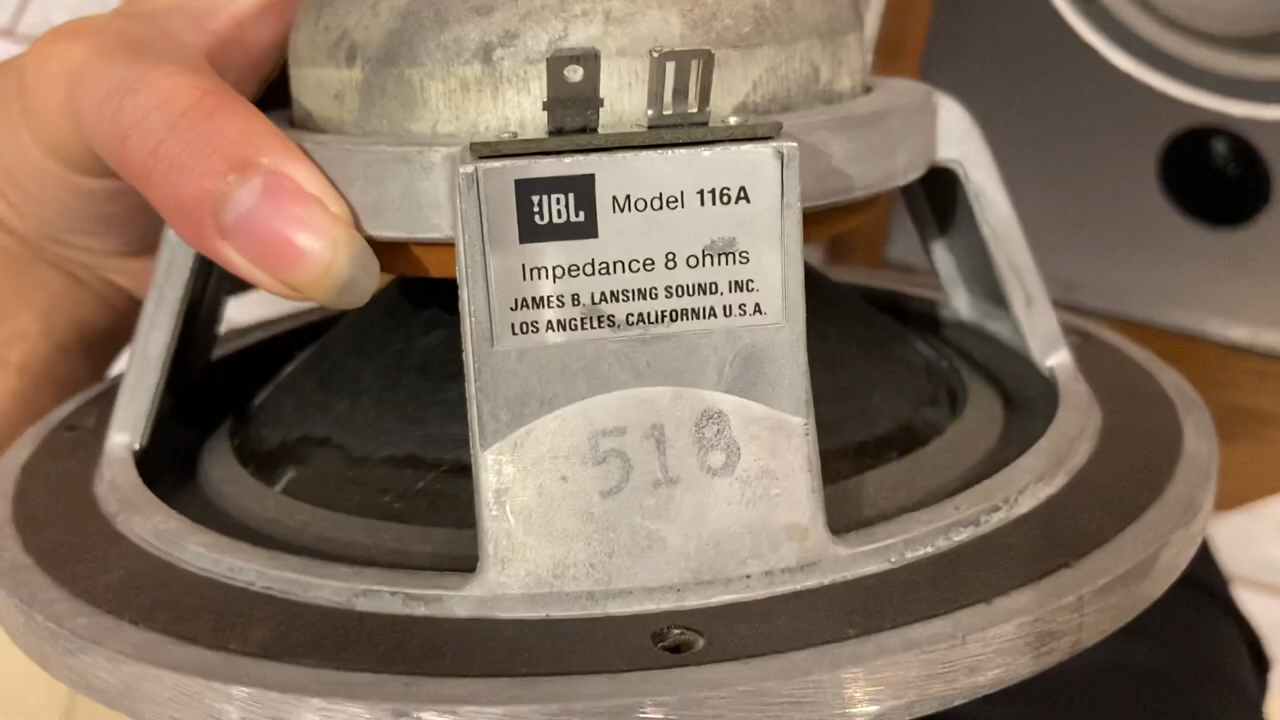 JBL Model 116A
Impedance 8 ohms
JAMES B. LANSING SOUND, INC.
LOS ANGELES, CALIFORNIA U.S.A.
518